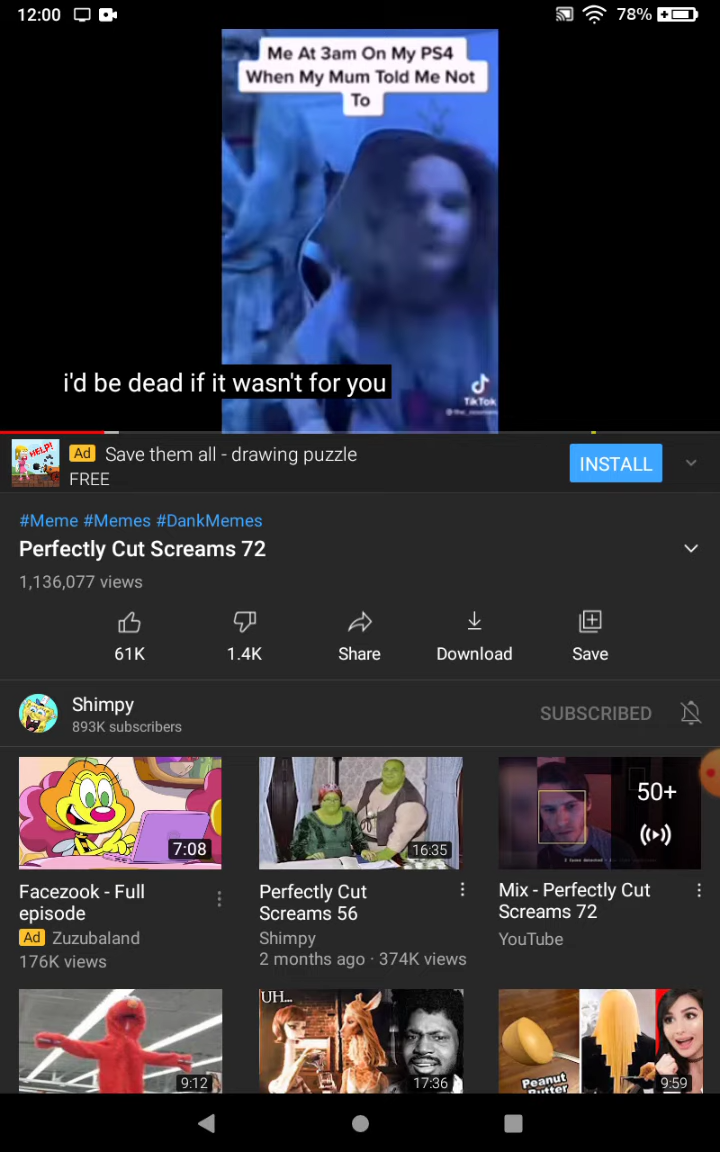 12:00
78%
Me At 3am On My PS4
When My Mum Told Me Not
To
i'd be dead if it wasn't for you
TikTok
HELP!
Ad Save them all - drawing puzzle
FREE
INSTALL
#Meme #Memes #DankMemes
Perfectly Cut Screams 72
1,136,077 views
61K
1.4K
Share
Download
Save
Shimpy
893K subscribers
SUBSCRIBED
7:08
16:35
50+
Facezook - Full
episode
Ad Zuzubaland
176K views
Perfectly Cut
Screams 56
Shimpy
2 months ago · 374K views
Mix - Perfectly Cut
Screams 72
YouTube
9:12
UH...
17:36
Peanut
Butter
9:59